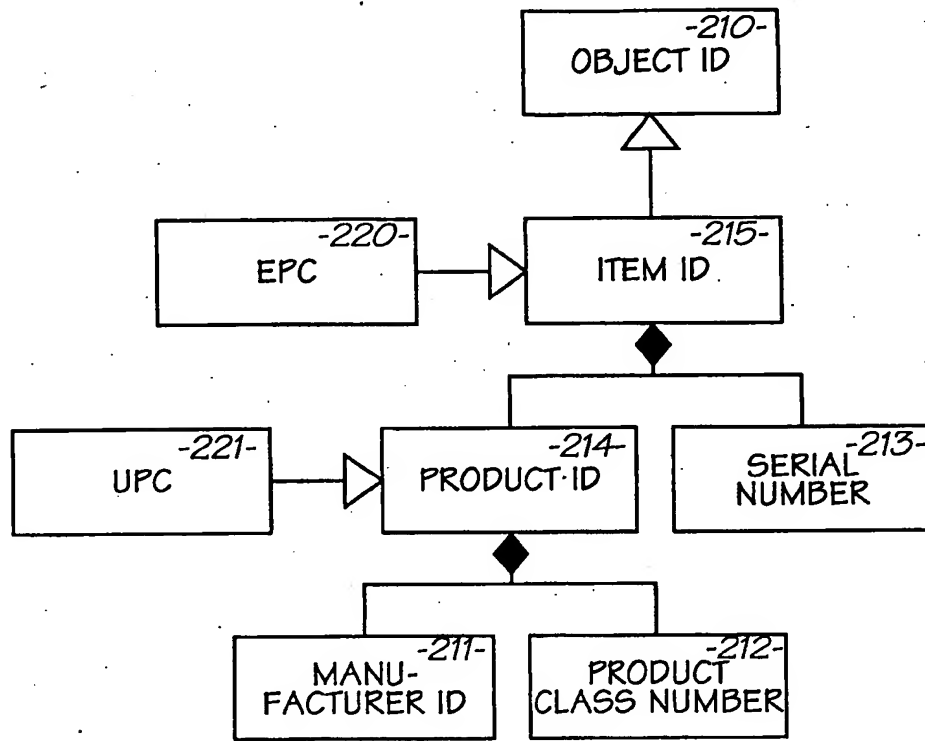 -210-
OBJECT ID
-220-
EPC
-215-
ITEM ID
-221-
UPC
-214-
PRODUCT ID
-213-
SERIAL
NUMBER
-211-
MANU-
FACTURER ID
-212-
PRODUCT
CLASS NUMBER